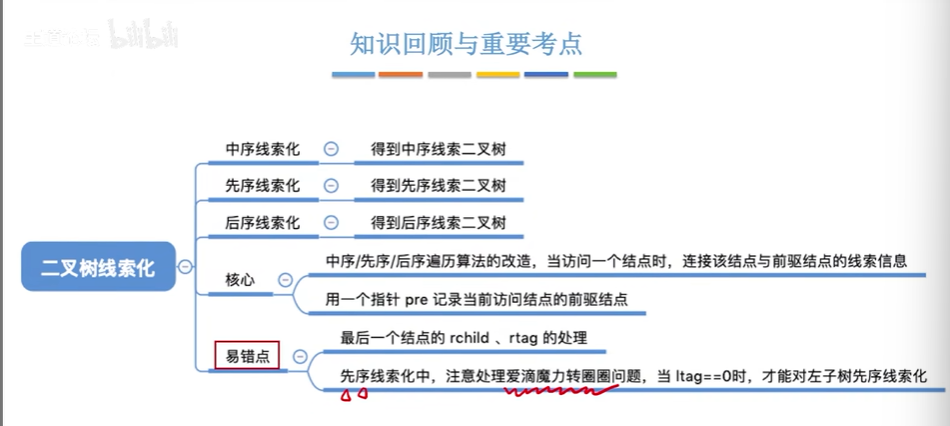 bilibili
知识回顾与重要考点
中序线索化
得到中序线索二叉树
先序线索化
得到先序线索二叉树
后序线索化
得到后序线索二叉树
二叉树线索化
核心
中序/先序/后序遍历算法的改造，当访问一个结点时，连接该结点与前驱结点的线索信息
用一个指针 pre 记录当前访问结点的前驱结点
易错点
最后一个结点的 rchild 、rtag 的处理
先序线索化中，注意处理爱滴魔力转圈圈问题，当 ltag==0时，才能对左子树先序线索化